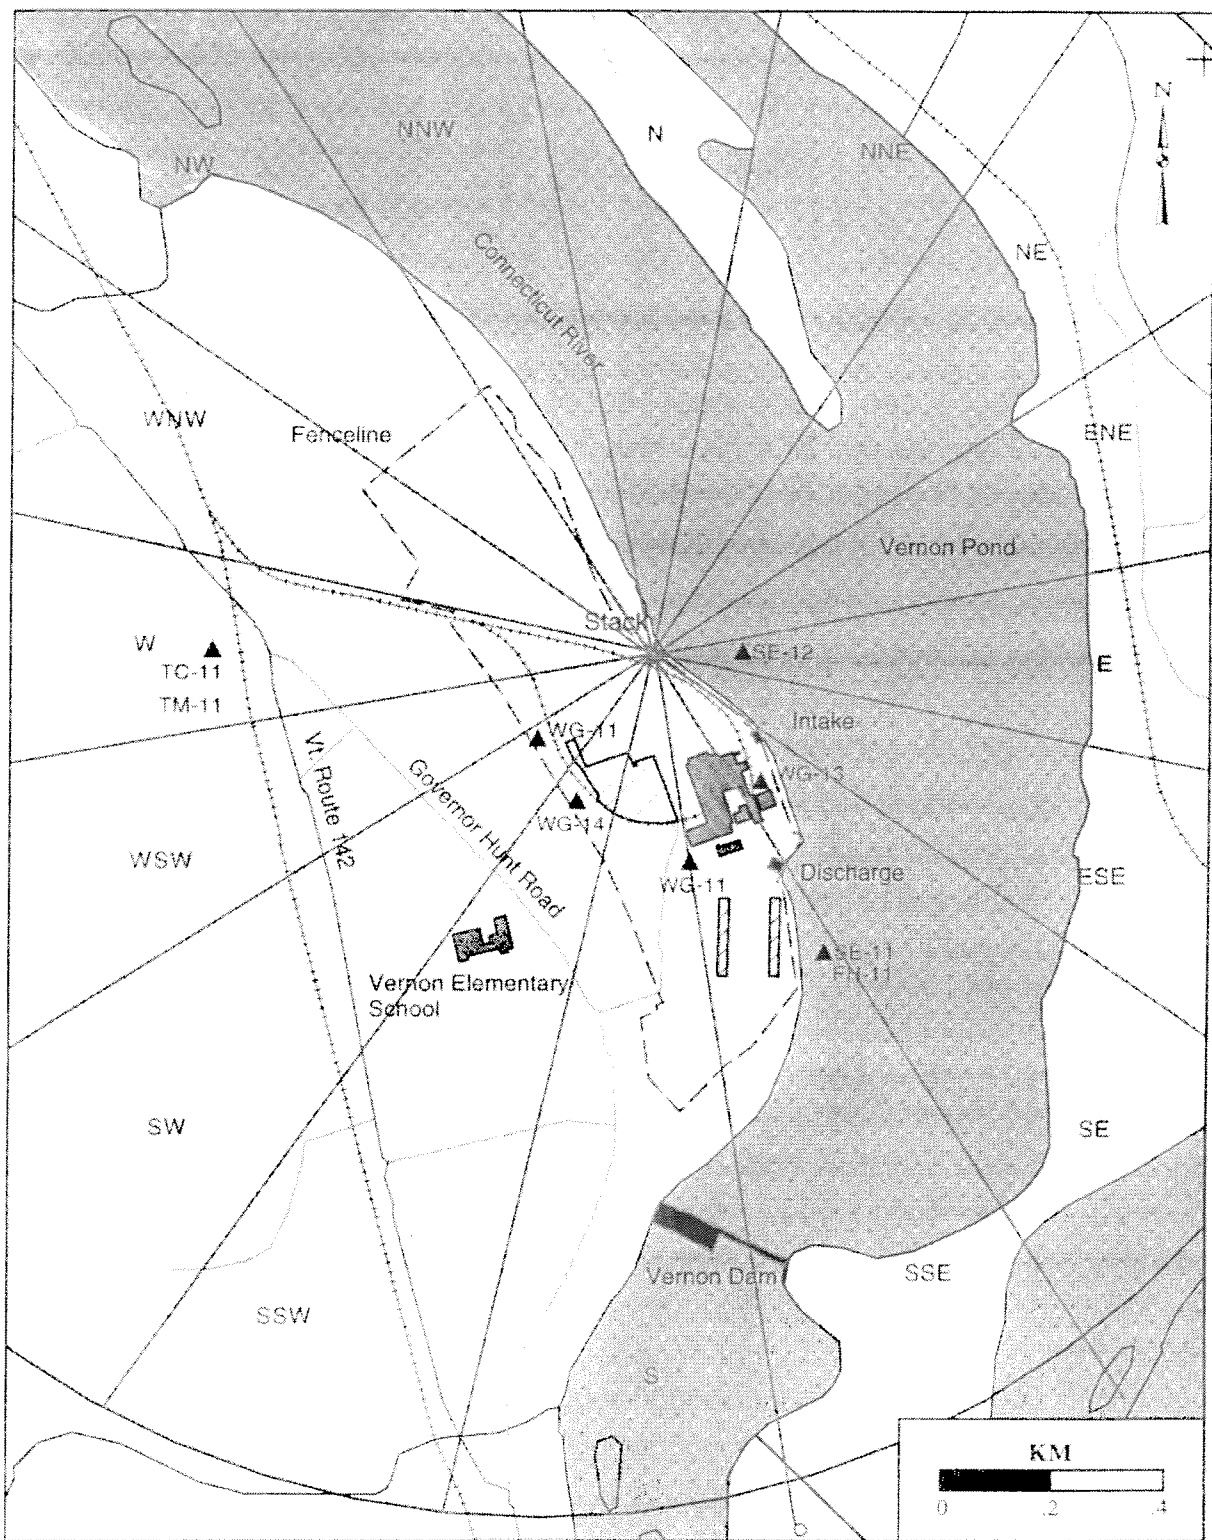 NNW
N
NNE
N
NW
NE
Connecticut River
WNW
Fenceline
ENE
Vernon Pond
Stack
W
TC-11
TM-11
SE-12
E
Intake
WG-11
WG-13
Vt. Route 142
Governor Hunt Road
WG-14
WSW
WG-11
Discharge
ESE
SE-11
FH-11
Vernon Elementary
School
SW
SE
Vernon Dam
SSE
SSW
S
KM
0 .2 .4